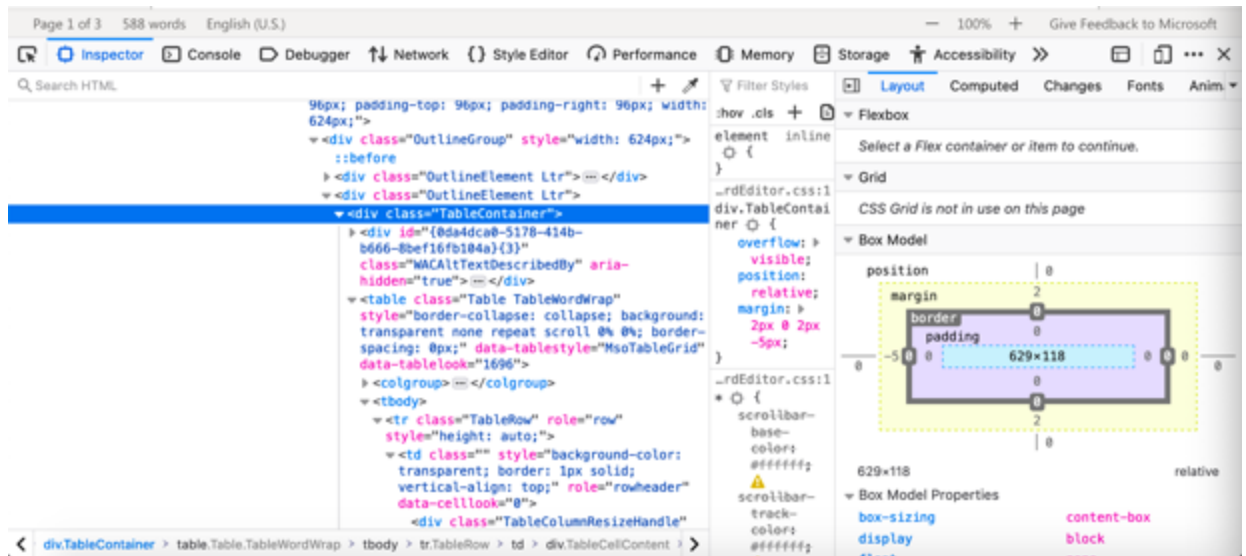 Page 1 of 3 588 words English (U.S.) — 100% + Give Feedback to Microsoft
Inspector Console Debugger Network {} Style Editor Performance Memory Storage Accessibility >> ••• ×
Search HTML +
96px; padding-top: 96px; padding-right: 96px; width:
624px;">
<div class="OutlineGroup" style="width: 624px;">
::before
<div class="OutlineElement Ltr">⋯</div>
<div class="OutlineElement Ltr">
<div class="TableContainer">
<div id="{0da4dca0-5178-414b-
b666-8bef16fb104a}{3}"
class="WACAltTextDescribedBy" aria-
hidden="true">⋯</div>
<table class="Table TableWordWrap"
style="border-collapse: collapse; background:
transparent none repeat scroll 0% 0%; border-
spacing: 0px;" data-tablestyle="MsoTableGrid"
data-tablelook="1696">
<colgroup>⋯</colgroup>
<tbody>
<tr class="TableRow" role="row"
style="height: auto;">
<td class="" style="background-color:
transparent; border: 1px solid;
vertical-align: top;" role="rowheader"
data-celllook="0">
<div class="TableColumnResizeHandle"
< div.TableContainer > table.Table.TableWordWrap > tbody > tr.TableRow > td > div.TableCellContent > >
Filter Styles
:hov .cls +
element inline
{
}
…rdEditor.css:1
div.TableContai
ner {
overflow:
visible;
position:
relative;
margin:
2px 0 2px
-5px;
}
…rdEditor.css:1
* {
scrollbar-
base-
color:
#ffffff;
scrollbar-
track-
color:
#ffffff;
Layout Computed Changes Fonts Anim.
Flexbox
Select a Flex container or item to continue.
Grid
CSS Grid is not in use on this page
Box Model
position 0
margin 2
border 0
padding 0
0 -5 0 0 629×118 0 0 0 0
0
0
2
0
629×118 relative
Box Model Properties
box-sizing content-box
display block